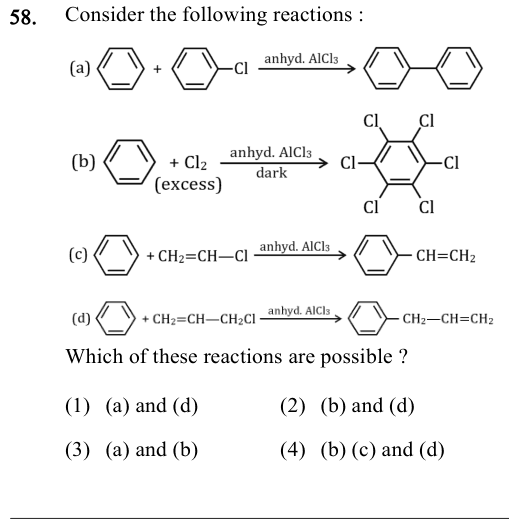 58. Consider the following reactions :
(a) + Cl anhyd. AlCl₃
(b) + Cl₂ (excess) anhyd. AlCl₃ dark Cl Cl Cl Cl Cl Cl
(c) + CH₂=CH—Cl anhyd. AlCl₃ CH=CH₂
(d) + CH₂=CH—CH₂Cl anhyd. AlCl₃ CH₂—CH=CH₂
Which of these reactions are possible ?
(1) (a) and (d) (2) (b) and (d)
(3) (a) and (b) (4) (b) (c) and (d)